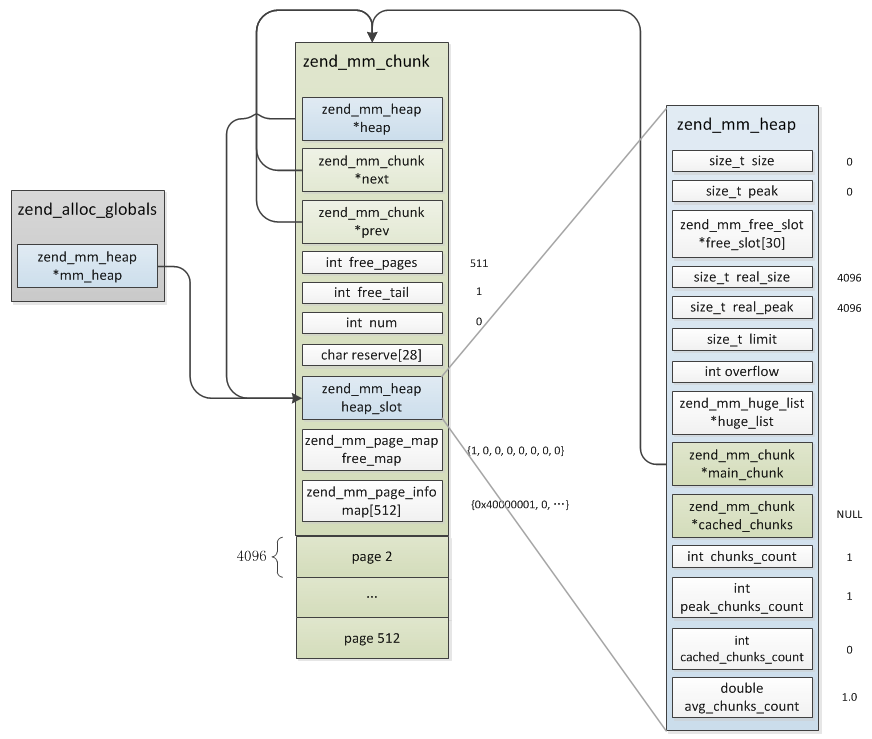 zend_alloc_globals
zend_mm_heap
*mm_heap
zend_mm_chunk
zend_mm_heap
*heap
zend_mm_chunk
*next
zend_mm_chunk
*prev
int free_pages
511
int free_tail
1
int num
0
char reserve[28]
zend_mm_heap
heap_slot
zend_mm_page_map
free_map
{1, 0, 0, 0, 0, 0, 0, 0}
zend_mm_page_info
map[512]
{0x40000001, 0, ···}
4096
page 2
...
page 512
zend_mm_heap
size_t size
0
size_t peak
0
zend_mm_free_slot
*free_slot[30]
size_t real_size
4096
size_t real_peak
4096
size_t limit
int overflow
zend_mm_huge_list
*huge_list
zend_mm_chunk
*main_chunk
zend_mm_chunk
*cached_chunks
NULL
int chunks_count
1
int
peak_chunks_count
1
int
cached_chunks_count
0
double
avg_chunks_count
1.0